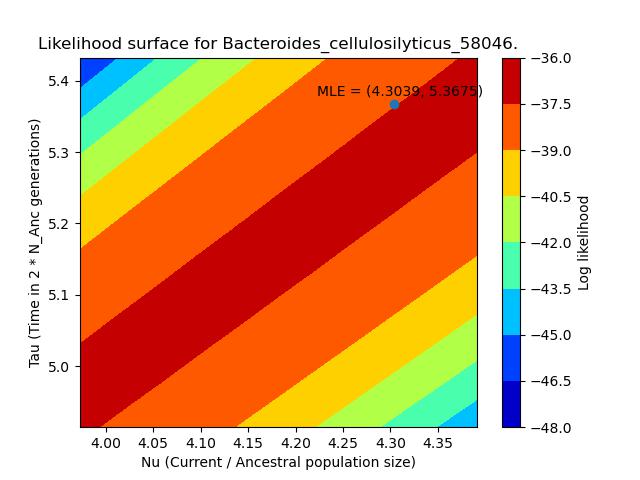 Likelihood surface for Bacteroides_cellulosilyticus_58046.
MLE = (4.3039, 5.3675)
5.4
5.3
5.2
5.1
5.0
Tau (Time in 2 * N_Anc generations)
4.00 4.05 4.10 4.15 4.20 4.25 4.30 4.35
Nu (Current / Ancestral population size)
−36.0
−37.5
−39.0
−40.5
−42.0
−43.5
−45.0
−46.5
−48.0
Log likelihood